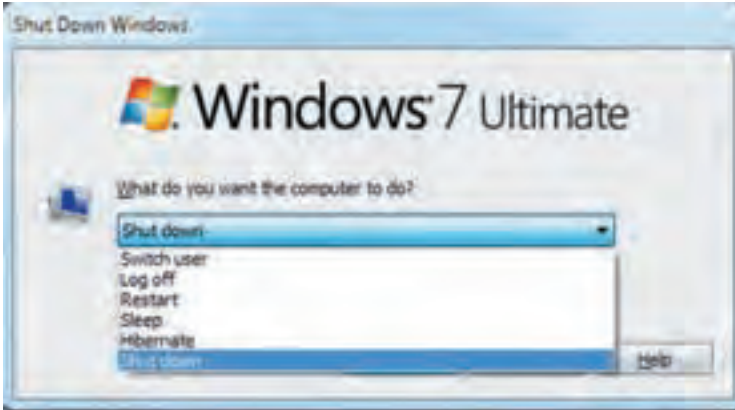 Shut Down Windows
Windows 7 Ultimate
What do you want the computer to do?
Shut down
Switch user
Log off
Restart
Sleep
Hibernate
Shut down
Help